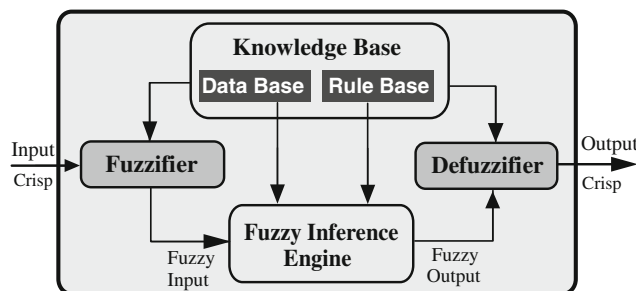 Knowledge Base
Data Base
Rule Base
Input
Crisp
Fuzzifier
Defuzzifier
Output
Crisp
Fuzzy Inference
Engine
Fuzzy
Input
Fuzzy
Output